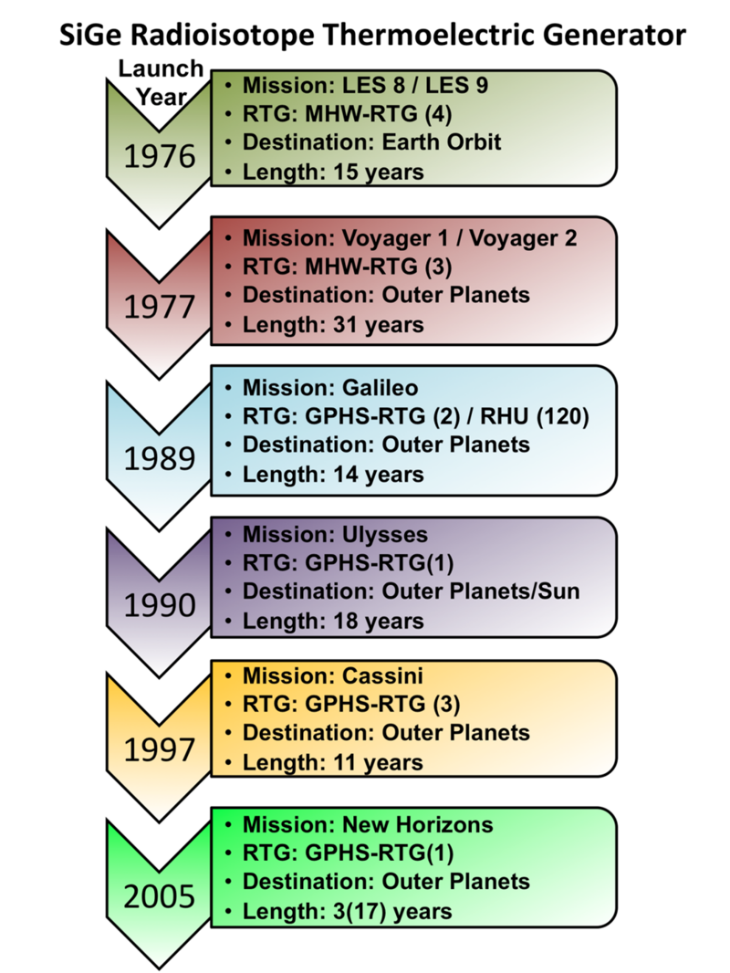 SiGe Radioisotope Thermoelectric Generator
Launch
Year
1976
• Mission: LES 8 / LES 9
• RTG: MHW-RTG (4)
• Destination: Earth Orbit
• Length: 15 years
1977
• Mission: Voyager 1 / Voyager 2
• RTG: MHW-RTG (3)
• Destination: Outer Planets
• Length: 31 years
1989
• Mission: Galileo
• RTG: GPHS-RTG (2) / RHU (120)
• Destination: Outer Planets
• Length: 14 years
1990
• Mission: Ulysses
• RTG: GPHS-RTG(1)
• Destination: Outer Planets/Sun
• Length: 18 years
1997
• Mission: Cassini
• RTG: GPHS-RTG (3)
• Destination: Outer Planets
• Length: 11 years
2005
• Mission: New Horizons
• RTG: GPHS-RTG(1)
• Destination: Outer Planets
• Length: 3(17) years